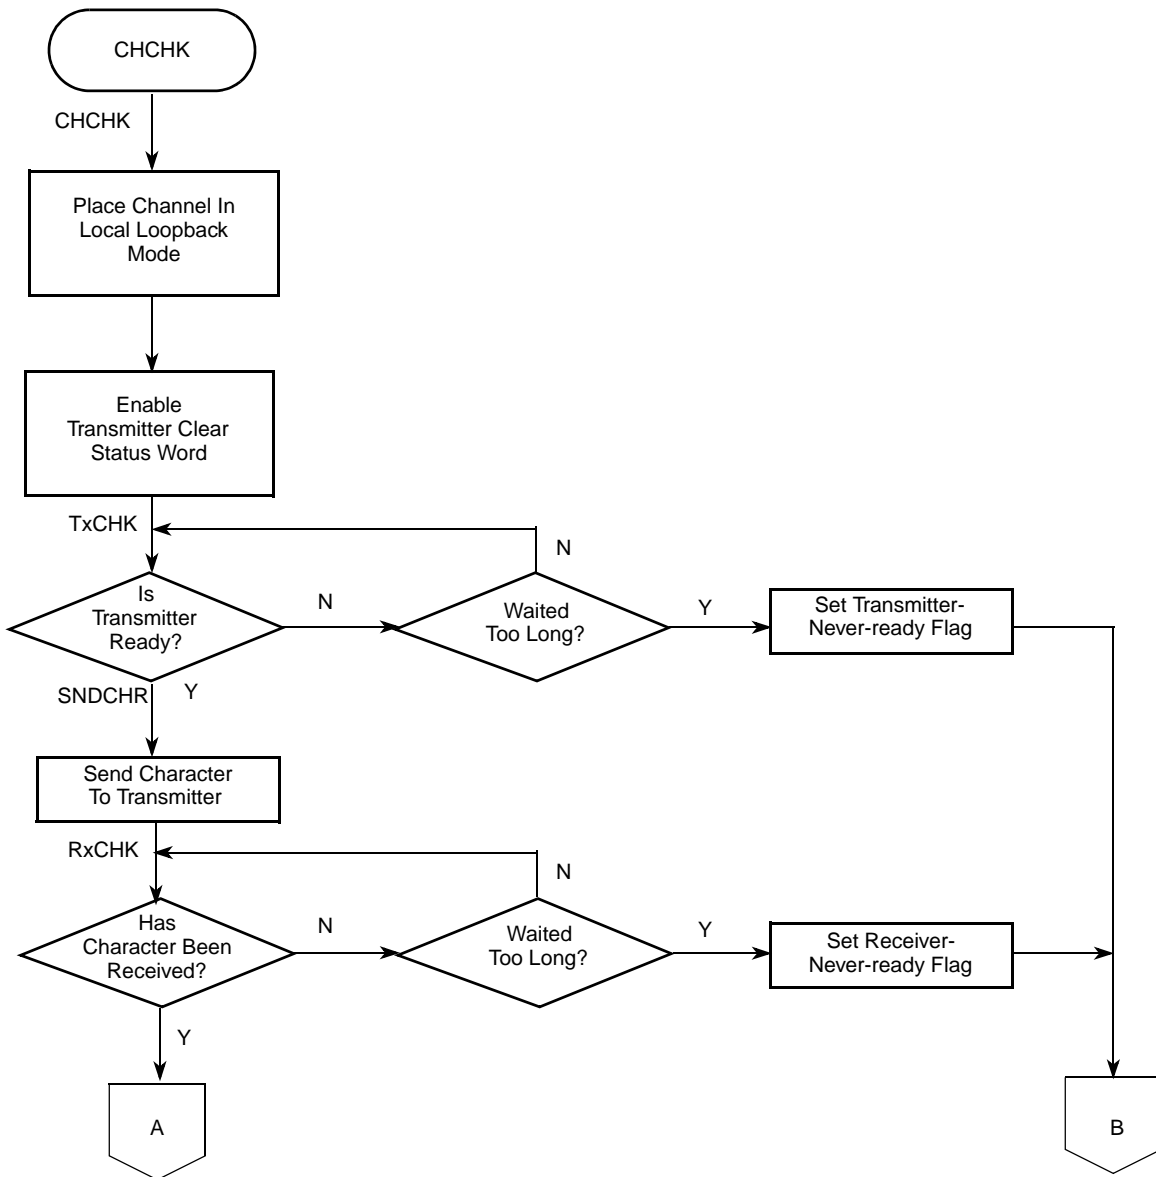 CHCHK
CHCHK
Place Channel In
Local Loopback
Mode
Enable
Transmitter Clear
Status Word
TxCHK
N
Is
Transmitter
Ready?
N
Waited
Too Long?
Y
Set Transmitter-
Never-ready Flag
SNDCHR
Y
Send Character
To Transmitter
RxCHK
N
Has
Character Been
Received?
N
Waited
Too Long?
Y
Set Receiver-
Never-ready Flag
Y
A
B